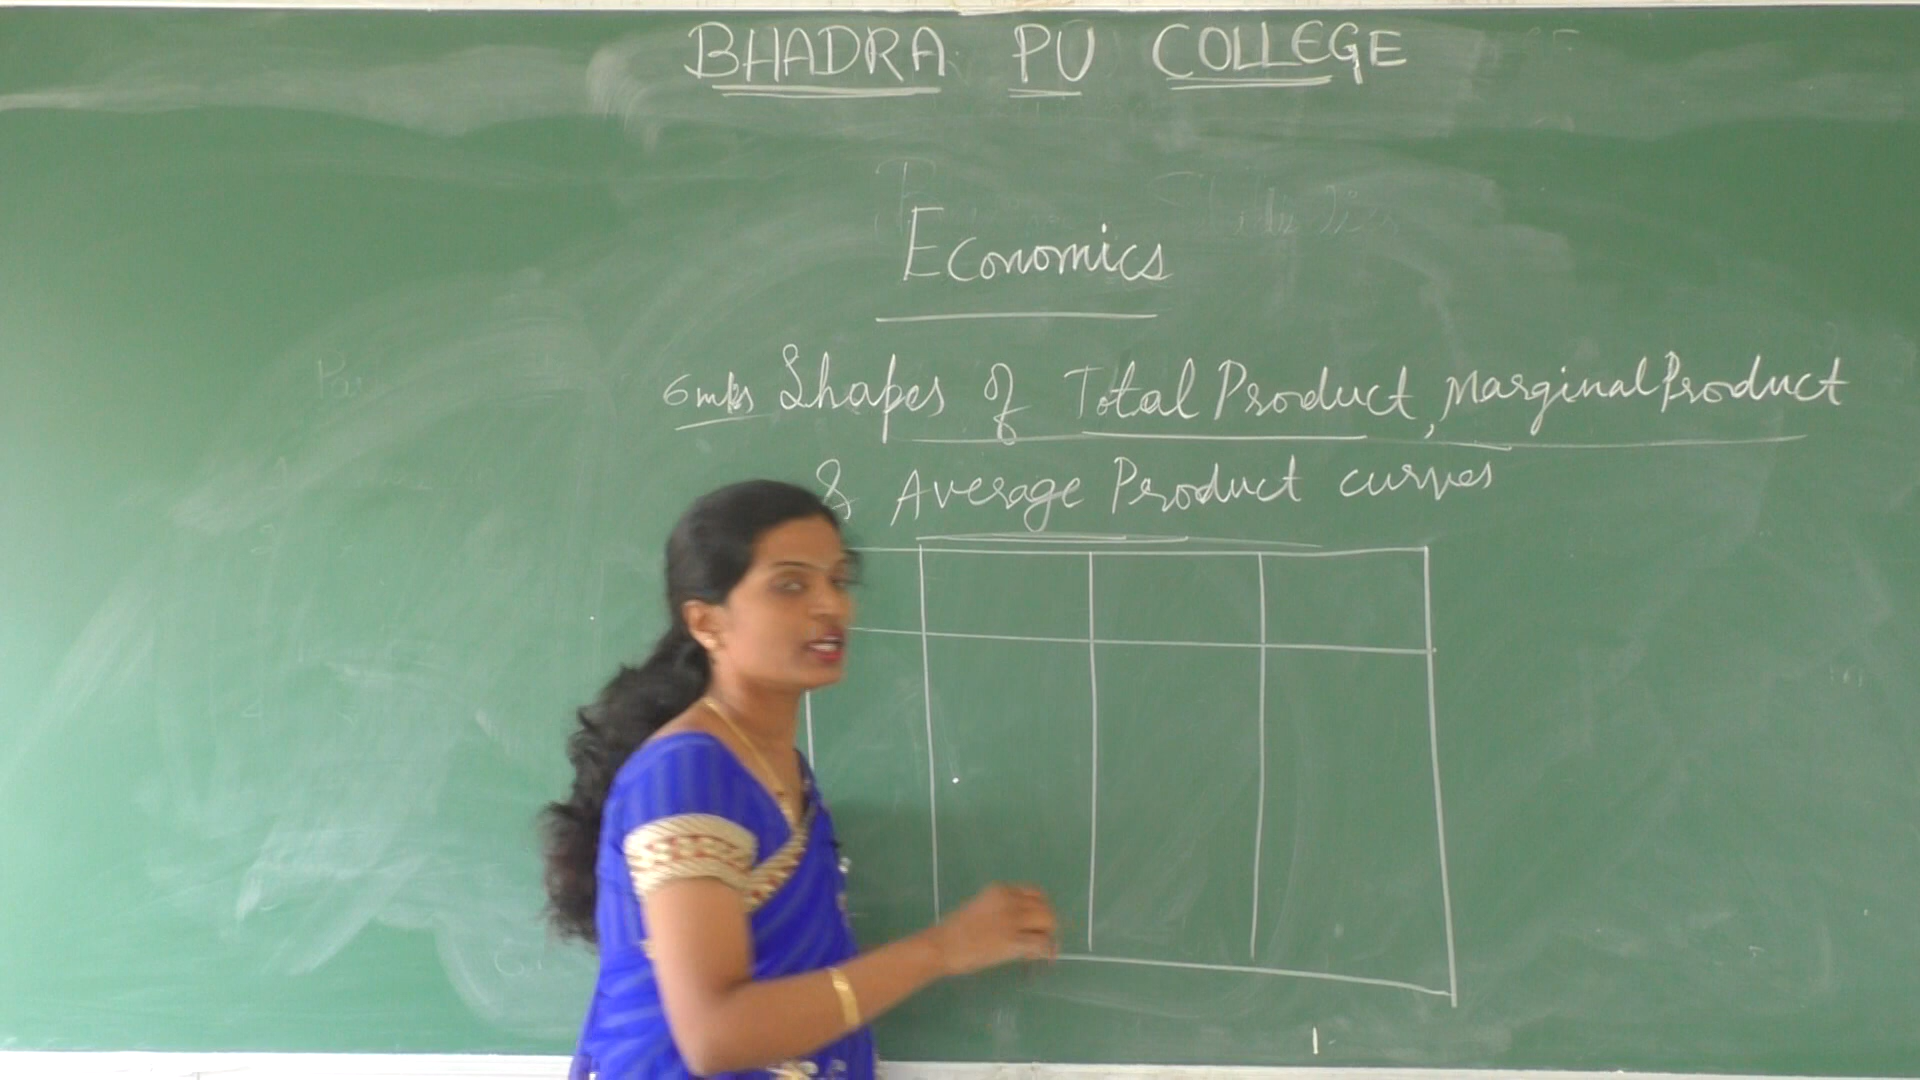 BHADRA PU COLLEGE
Economics
6mks Shapes of Total Product, Marginal Product
& Average Product curves